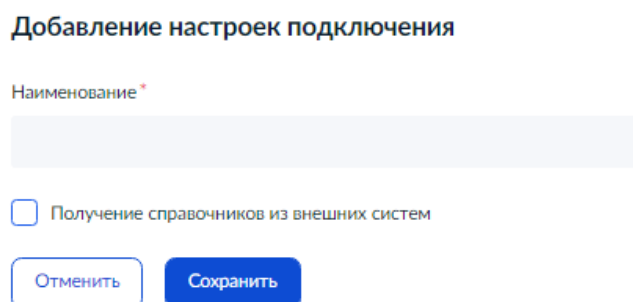 Добавление настроек подключения
Наименование*
Получение справочников из внешних систем
Отменить Сохранить